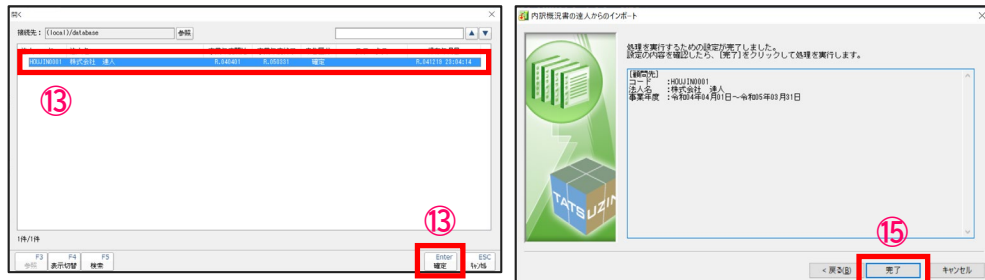 開く
接続先： (local)/database 参照
HOUJIN0001 株式会社 達人 R.040401 R.050331 確定 R.041219 20:04:14
⑬
⑬
1件/1件
F3 参照
F4 表示切替
F5 検索
Enter 確定
ESC ｷｬﾝｾﾙ
内訳概況書の達人からのインポート
処理を実行するための設定が完了しました。
設定の内容を確認したら、[完了]をクリックして処理を実行します。
[顧問先]
コード :HOUJIN0001
法人名 :株式会社 達人
事業年度 :令和04年04月01日～令和05年03月31日
TATSUZIN
⑮
< 戻る(B) 完了 キャンセル